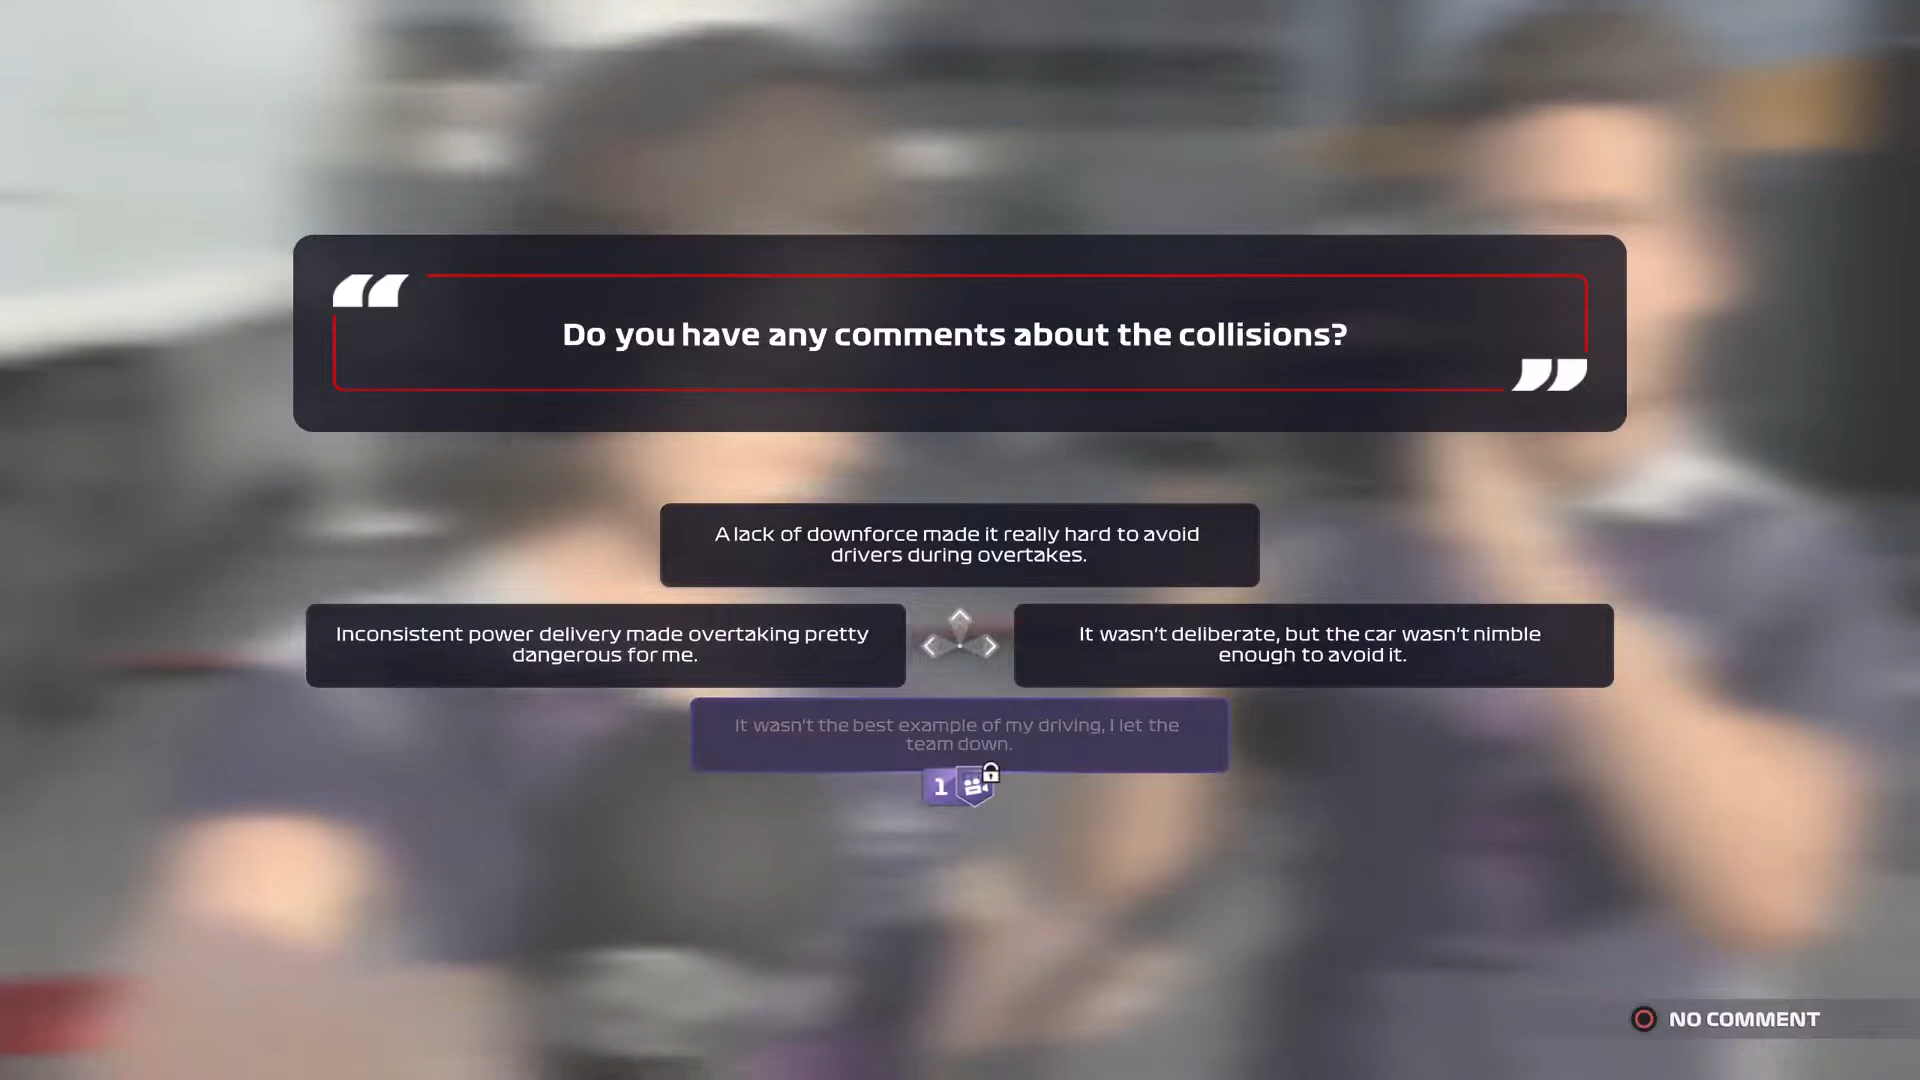 Do you have any comments about the collisions?
A lack of downforce made it really hard to avoid
drivers during overtakes.
Inconsistent power delivery made overtaking pretty
dangerous for me.
It wasn't deliberate, but the car wasn't nimble
enough to avoid it.
It wasn't the best example of my driving, I let the
team down.
1
NO COMMENT